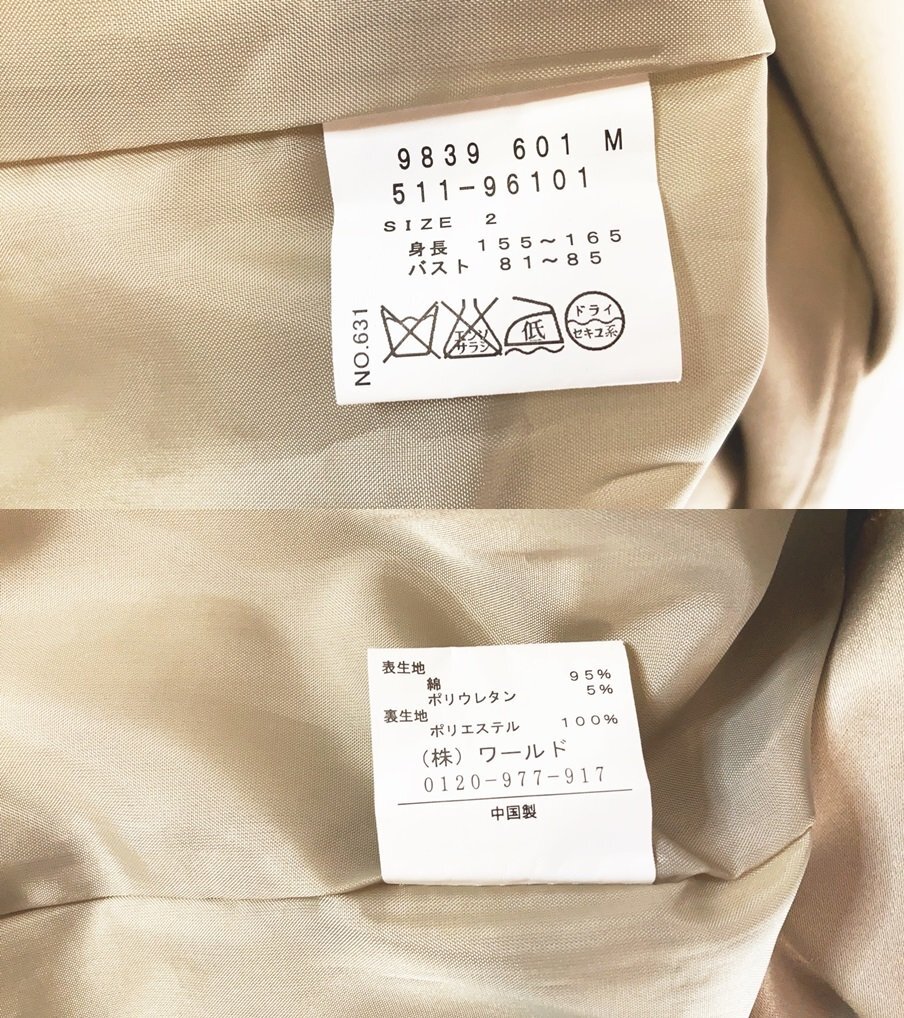 9839 601 M
511-96101
SIZE 2
身長 155～165
バスト 81～85
NO.631
エンソ
サラシ
低
ドライ
セキユ系
表生地
綿 95%
ポリウレタン 5%
裏生地
ポリエステル 100%
(株)ワールド
0120-977-917
中国製